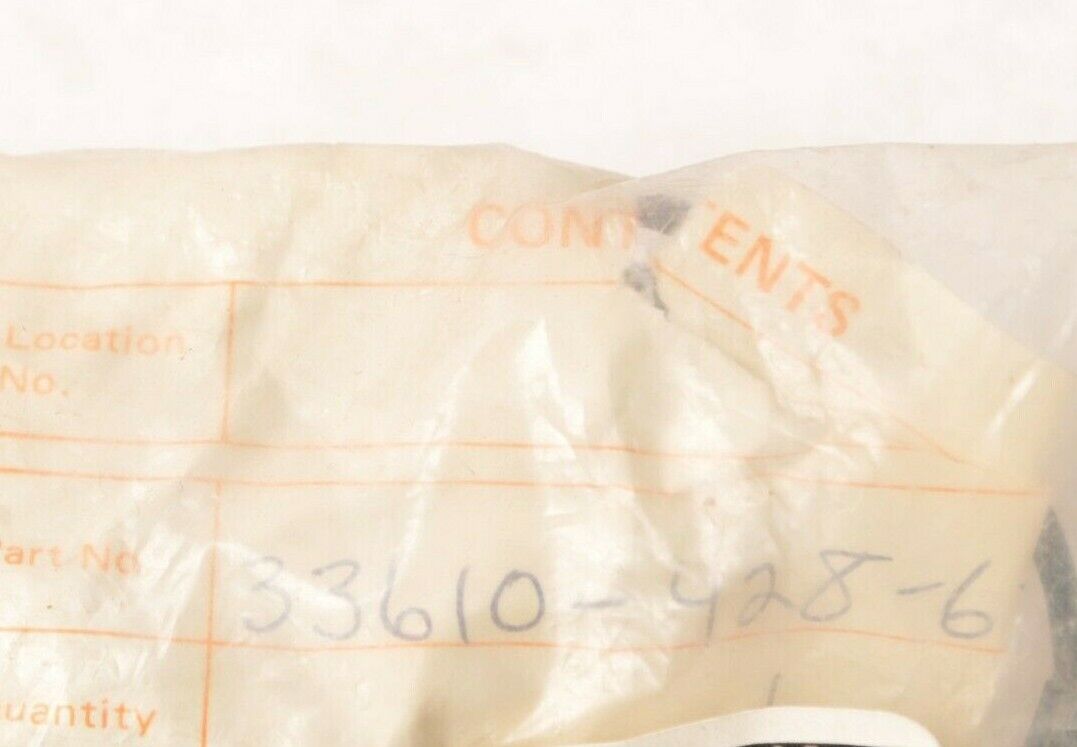 CONTENTS
Location
No.
Part No
33610-428-6
Quantity